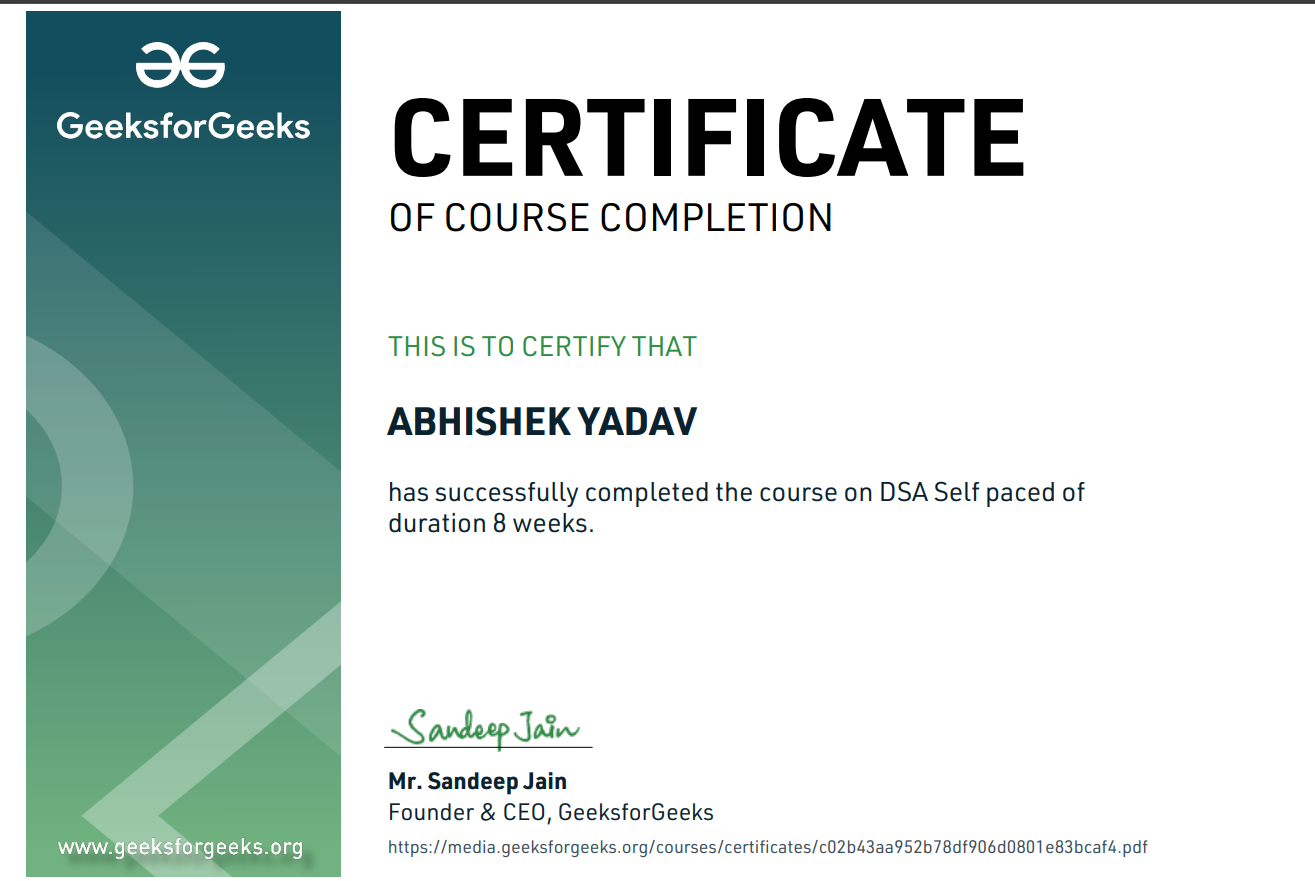 GeeksforGeeks
CERTIFICATE
OF COURSE COMPLETION
THIS IS TO CERTIFY THAT
ABHISHEK YADAV
has successfully completed the course on DSA Self paced of
duration 8 weeks.
Sandeep Jain
Mr. Sandeep Jain
Founder & CEO, GeeksforGeeks
https://media.geeksforgeeks.org/courses/certificates/c02b43aa952b78df906d0801e83bcaf4.pdf
www.geeksforgeeks.org